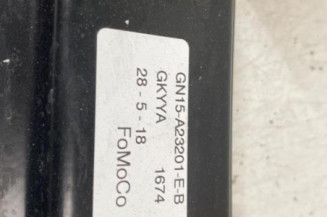 GN15-A23201-E-B
GKYYA 1674
28 - 5 - 18
FoMoCo